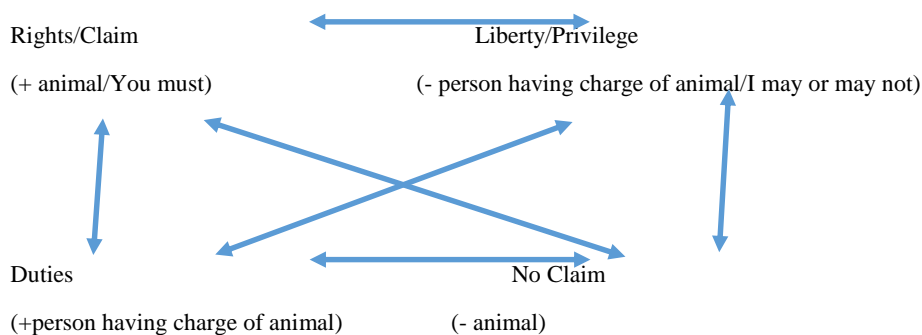 Rights/Claim Liberty/Privilege
(+ animal/You must) (- person having charge of animal/I may or may not)
Duties No Claim
(+person having charge of animal) (- animal)